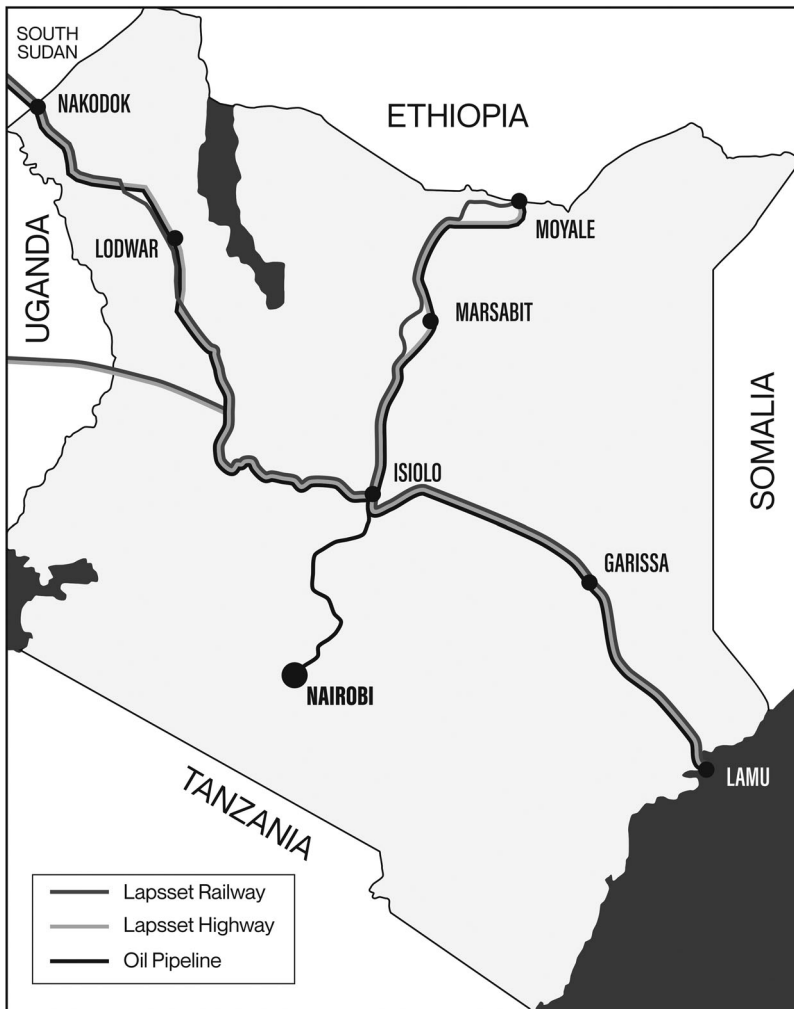 SOUTH
SUDAN
NAKODOK
ETHIOPIA
MOYALE
LODWAR
UGANDA
MARSABIT
SOMALIA
ISIOLO
GARISSA
NAIROBI
LAMU
TANZANIA
Lapsset Railway
Lapsset Highway
Oil Pipeline